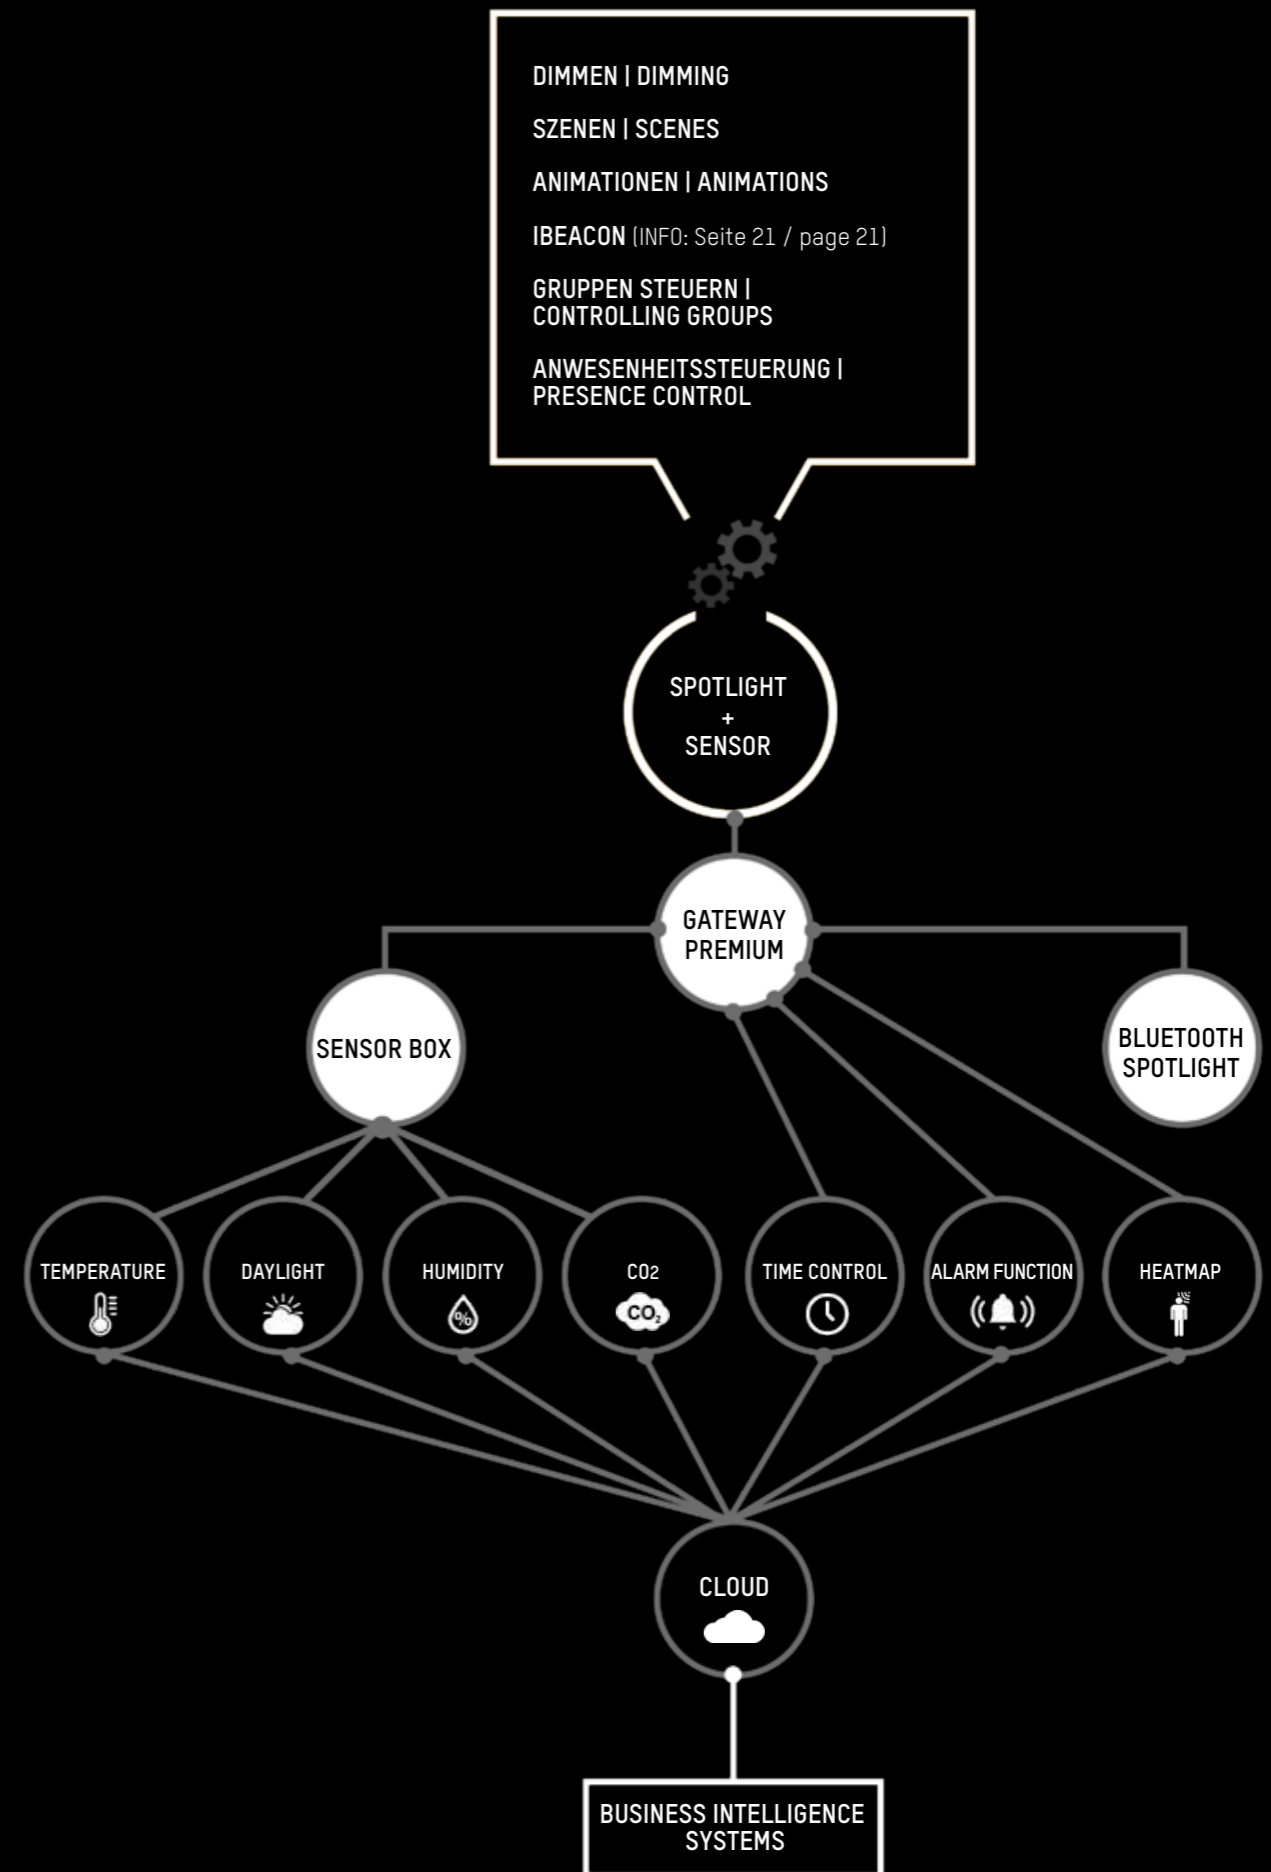 DIMMEN | DIMMING
SZENEN | SCENES
ANIMATIONEN | ANIMATIONS
IBEACON (INFO: Seite 21 / page 21)
GRUPPEN STEUERN |
CONTROLLING GROUPS
ANWESENHEITSSTEUERUNG |
PRESENCE CONTROL
SPOTLIGHT
+
SENSOR
GATEWAY
PREMIUM
SENSOR BOX
BLUETOOTH
SPOTLIGHT
TEMPERATURE
DAYLIGHT
HUMIDITY
%
CO2
CO₂
TIME CONTROL
ALARM FUNCTION
HEATMAP
CLOUD
BUSINESS INTELLIGENCE
SYSTEMS